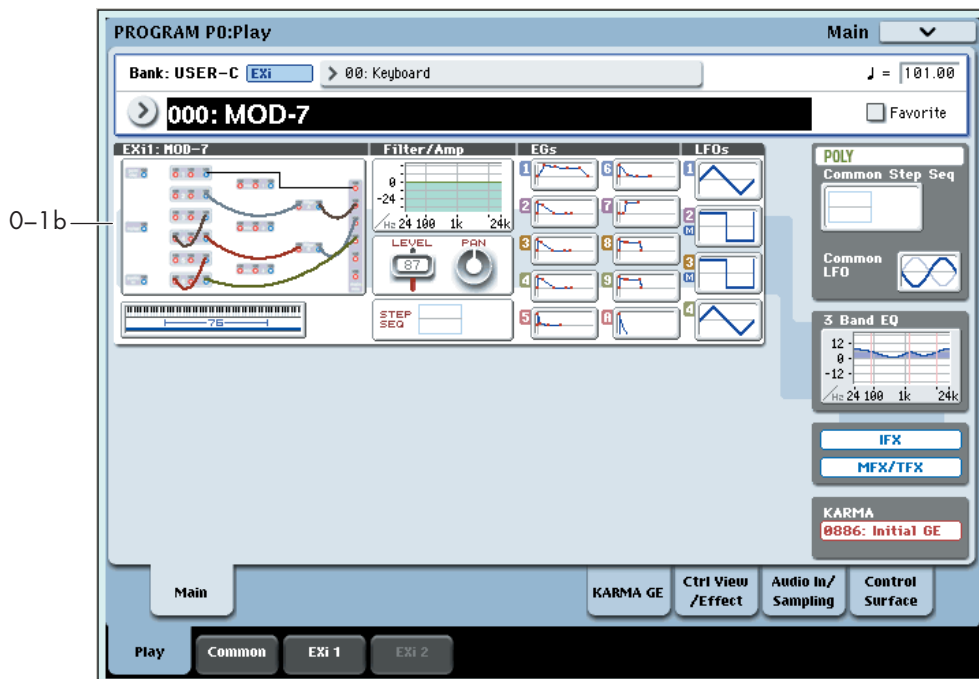 PROGRAM P0:Play
Main
Bank: USER-C EXi
00: Keyboard
♩ = 101.00
000: MOD-7
Favorite
0-1b
EXi1: MOD-7
Filter/Amp
EGs
LFOs
0
-24
Hz 24 100 1k 24k
LEVEL PAN
87
STEP SEQ
76
1 6
2 7
3 8
4 9
5 A
1
2
M
3
M
4
POLY
Common Step Seq
Common LFO
3 Band EQ
12
0
-12
Hz 24 100 1k 24k
IFX
MFX/TFX
KARMA
0886: Initial GE
Main
KARMA GE
Ctrl View /Effect
Audio In/ Sampling
Control Surface
Play
Common
EXi 1
EXi 2